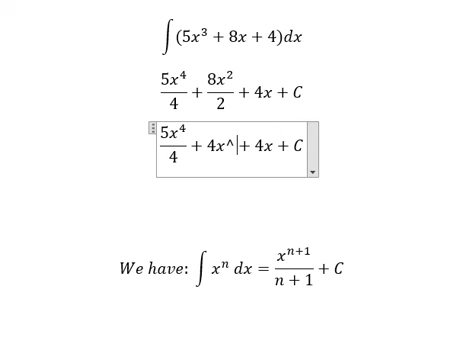 ∫(5x³ + 8x + 4)dx
5x⁴/4 + 8x²/2 + 4x + C
5x⁴/4 + 4x^ + 4x + C
We have: ∫xⁿ dx = xⁿ⁺¹/n + 1 + C